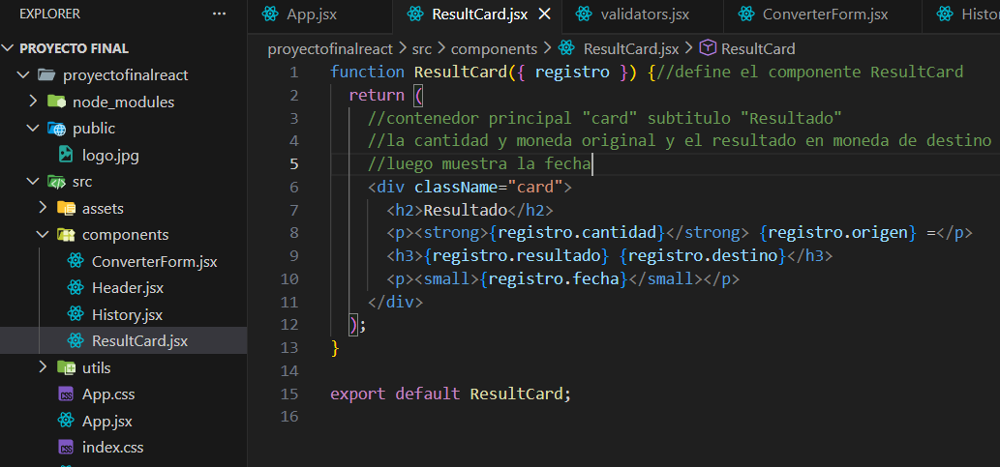 EXPLORER ...
PROYECTO FINAL
proyectofinalreact
node_modules
public
logo.jpg
src
assets
components
ConverterForm.jsx
Header.jsx
History.jsx
ResultCard.jsx
utils
App.css
App.jsx
index.css
App.jsx ResultCard.jsx validators.jsx ConverterForm.jsx Histo
proyectofinalreact > src > components > ResultCard.jsx > ResultCard
1 function ResultCard({ registro }) {//define el componente ResultCard
2 return (
3 //contenedor principal "card" subtitulo "Resultado"
4 //la cantidad y moneda original y el resultado en moneda de destino
5 //luego muestra la fecha
6 <div className="card">
7 <h2>Resultado</h2>
8 <p><strong>{registro.cantidad}</strong> {registro.origen} =</p>
9 <h3>{registro.resultado} {registro.destino}</h3>
10 <p><small>{registro.fecha}</small></p>
11 </div>
12 );
13 }
14
15 export default ResultCard;
16